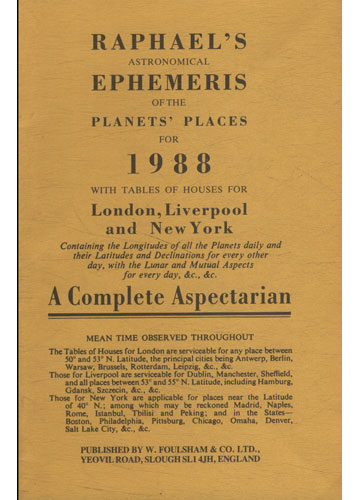 RAPHAEL'S
ASTRONOMICAL
EPHEMERIS
OF THE
PLANETS' PLACES
FOR
1988
WITH TABLES OF HOUSES FOR
London, Liverpool
and New York
Containing the Longitudes of all the Planets daily and
their Latitudes and Declinations for every other
day, with the Lunar and Mutual Aspects
for every day, &c., &c.
A Complete Aspectarian
MEAN TIME OBSERVED THROUGHOUT
The Tables of Houses for London are serviceable for any place between
50° and 53° N. Latitude, the principal cities being Antwerp, Berlin,
Warsaw, Brussels, Rotterdam, Leipzig, &c., &c.
Those for Liverpool are serviceable for Dublin, Manchester, Sheffield,
and all places between 53° and 55° N. Latitude, including Hamburg,
Gdansk, Szczecin, &c., &c.
Those for New York are applicable for places near the Latitude
of 40° N.; among which may be reckoned Madrid, Naples,
Rome, Istanbul, Tbilisi and Peking; and in the States—
Boston, Philadelphia, Pittsburg, Chicago, Omaha, Denver,
Salt Lake City, &c., &c.
PUBLISHED BY W. FOULSHAM & CO. LTD.,
YEOVIL ROAD, SLOUGH SL1 4JH, ENGLAND